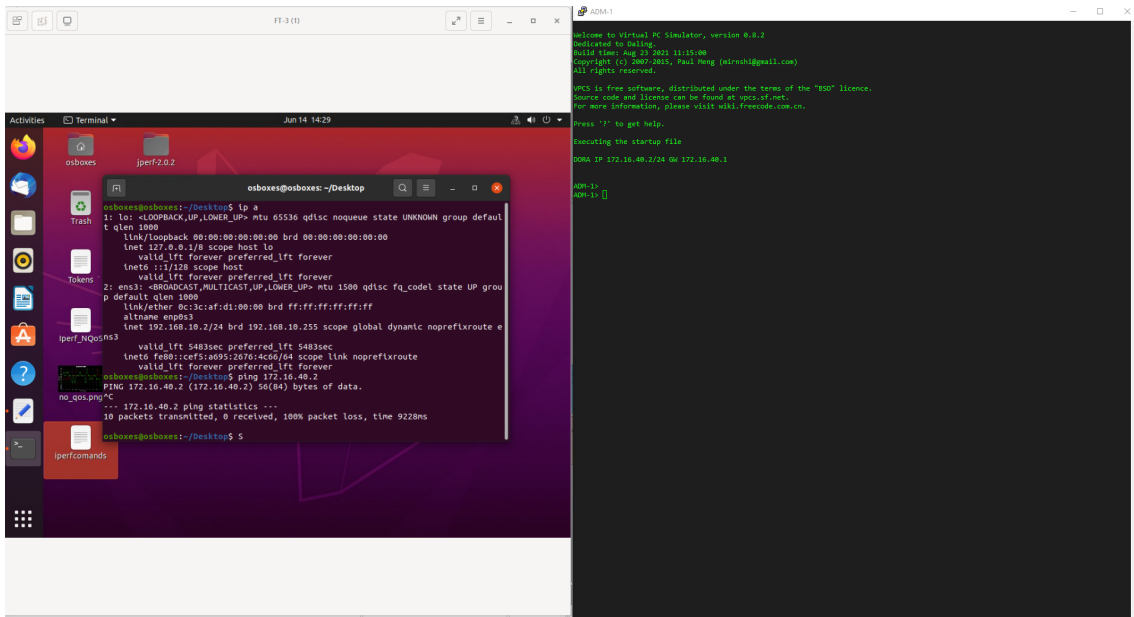 FT-3 (1)
Activities
Terminal
Jun 14 14:29
osboxes
jperf-2.0.2
Trash
Tokens
Iperf_NQoS
no_qos.png
iperfcomands
osboxes@osboxes: ~/Desktop
osboxes@osboxes:~/Desktop$ ip a
1: lo: <LOOPBACK,UP,LOWER_UP> mtu 65536 qdisc noqueue state UNKNOWN group defaul
t qlen 1000
link/loopback 00:00:00:00:00:00 brd 00:00:00:00:00:00
inet 127.0.0.1/8 scope host lo
valid_lft forever preferred_lft forever
inet6 ::1/128 scope host
valid_lft forever preferred_lft forever
2: ens3: <BROADCAST,MULTICAST,UP,LOWER_UP> mtu 1500 qdisc fq_codel state UP grou
p default qlen 1000
link/ether 0c:3c:af:d1:00:00 brd ff:ff:ff:ff:ff:ff
altname enp0s3
inet 192.168.10.2/24 brd 192.168.10.255 scope global dynamic noprefixroute e
ns3
valid_lft 5483sec preferred_lft 5483sec
inet6 fe80::cef5:a695:2676:4c66/64 scope link noprefixroute
valid_lft forever preferred_lft forever
osboxes@osboxes:~/Desktop$ ping 172.16.40.2
PING 172.16.40.2 (172.16.40.2) 56(84) bytes of data.
^C
--- 172.16.40.2 ping statistics ---
10 packets transmitted, 0 received, 100% packet loss, time 9228ms
osboxes@osboxes:~/Desktop$ S
ADM-1
Welcome to Virtual PC Simulator, version 0.8.2
Dedicated to Daling.
Build time: Aug 23 2021 11:15:00
Copyright (c) 2007-2015, Paul Meng (mirnshi@gmail.com)
All rights reserved.
VPCS is free software, distributed under the terms of the "BSD" licence.
Source code and license can be found at vpcs.sf.net.
For more information, please visit wiki.freecode.com.cn.
Press '?' to get help.
Executing the startup file
DORA IP 172.16.40.2/24 GW 172.16.40.1
ADM-1>
ADM-1>